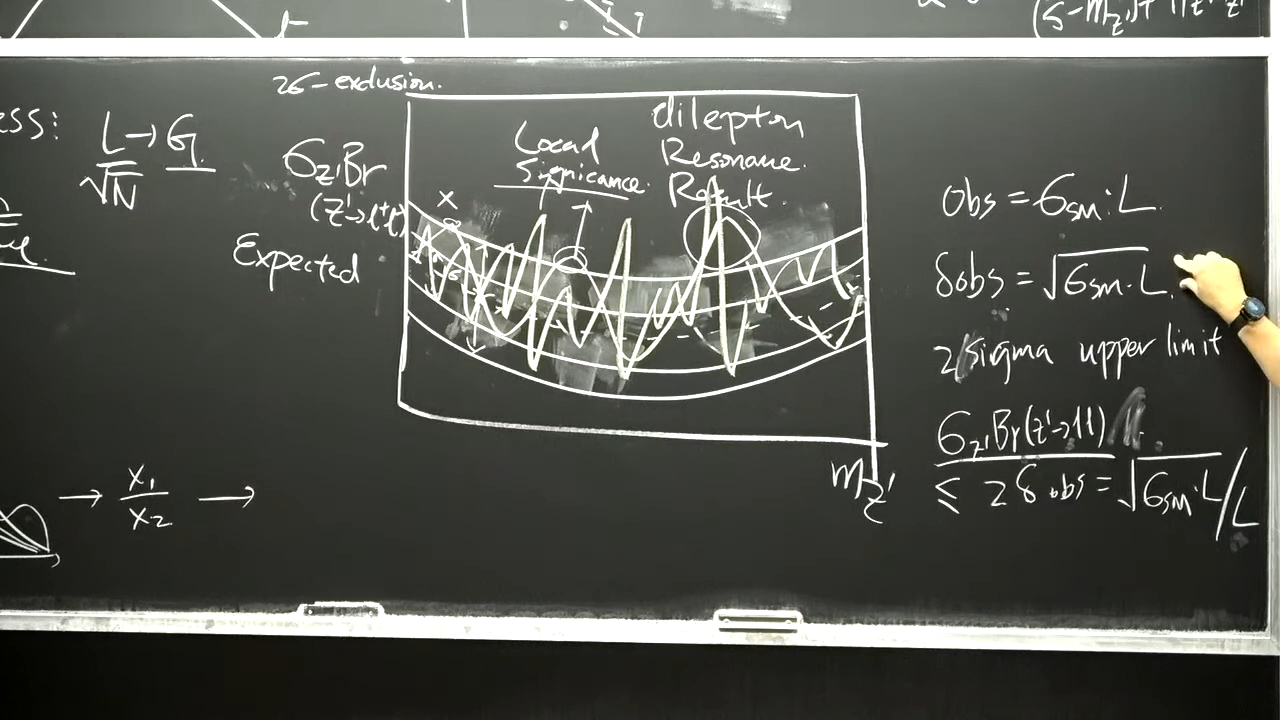 2σ-exclusion.
ess:
L → σ
√N
σz'Br
(z'→l⁺l⁻)
Expected
Local
Signicance.
dilepton
Resonance.
Result.
x
mz'
→ x₁/x₂ →
obs = σsm·L.
δobs = √σsm·L.
2 sigma upper limit
σz'Br(z'→ll)
≤ 2δobs = √σsm·L/L